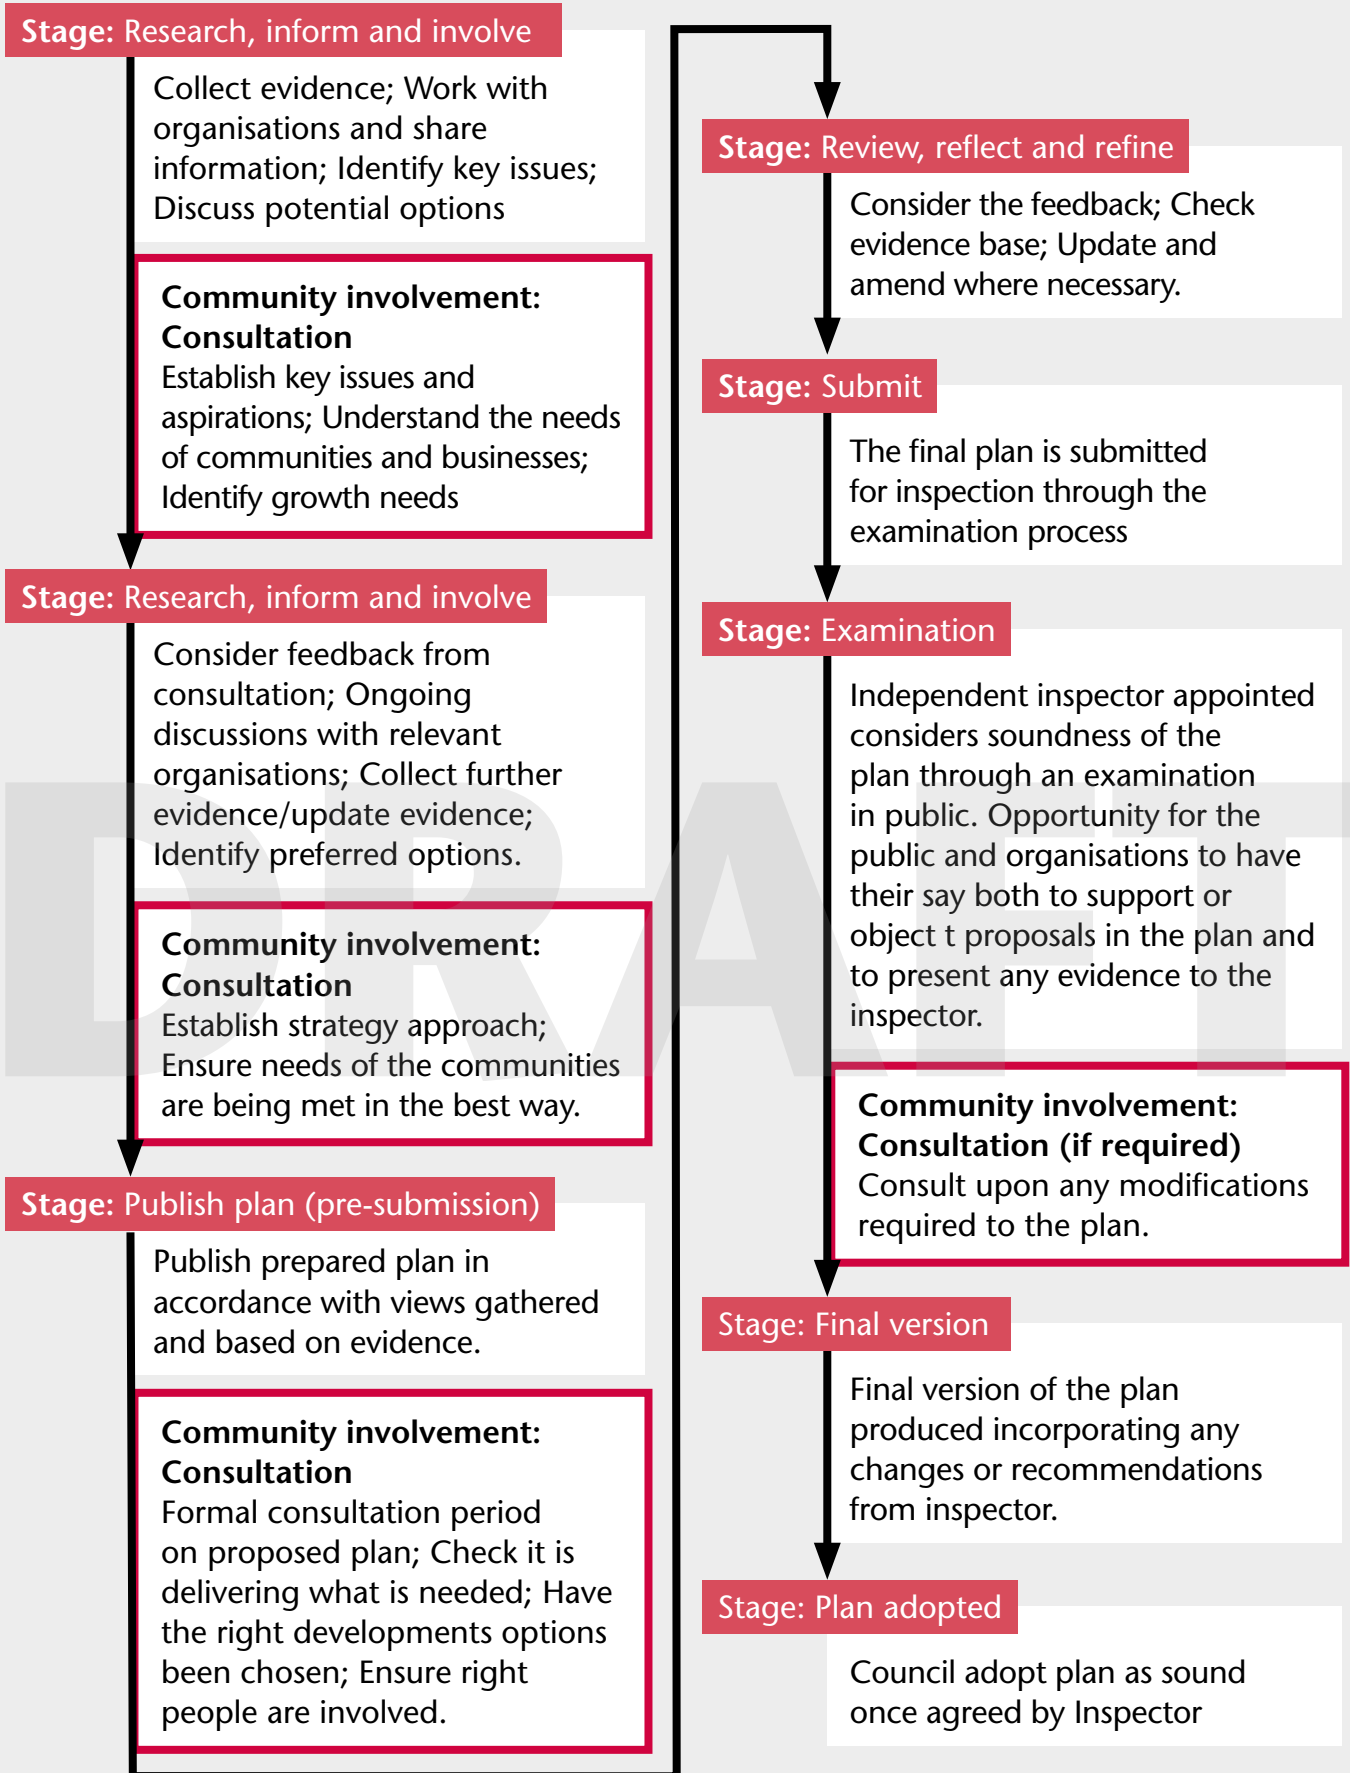 Stage: Research, inform and involve
Collect evidence; Work with
organisations and share
information; Identify key issues;
Discuss potential options
Community involvement:
Consultation
Establish key issues and
aspirations; Understand the needs
of communities and businesses;
Identify growth needs
Stage: Research, inform and involve
Consider feedback from
consultation; Ongoing
discussions with relevant
organisations; Collect further
evidence/update evidence;
Identify preferred options.
Community involvement:
Consultation
Establish strategy approach;
Ensure needs of the communities
are being met in the best way.
Stage: Publish plan (pre-submission)
Publish prepared plan in
accordance with views gathered
and based on evidence.
Community involvement:
Consultation
Formal consultation period
on proposed plan; Check it is
delivering what is needed; Have
the right developments options
been chosen; Ensure right
people are involved.
Stage: Review, reflect and refine
Consider the feedback; Check
evidence base; Update and
amend where necessary.
Stage: Submit
The final plan is submitted
for inspection through the
examination process
Stage: Examination
Independent inspector appointed
considers soundness of the
plan through an examination
in public. Opportunity for the
public and organisations to have
their say both to support or
object t proposals in the plan and
to present any evidence to the
inspector.
Community involvement:
Consultation (if required)
Consult upon any modifications
required to the plan.
Stage: Final version
Final version of the plan
produced incorporating any
changes or recommendations
from inspector.
Stage: Plan adopted
Council adopt plan as sound
once agreed by Inspector
DRAFT